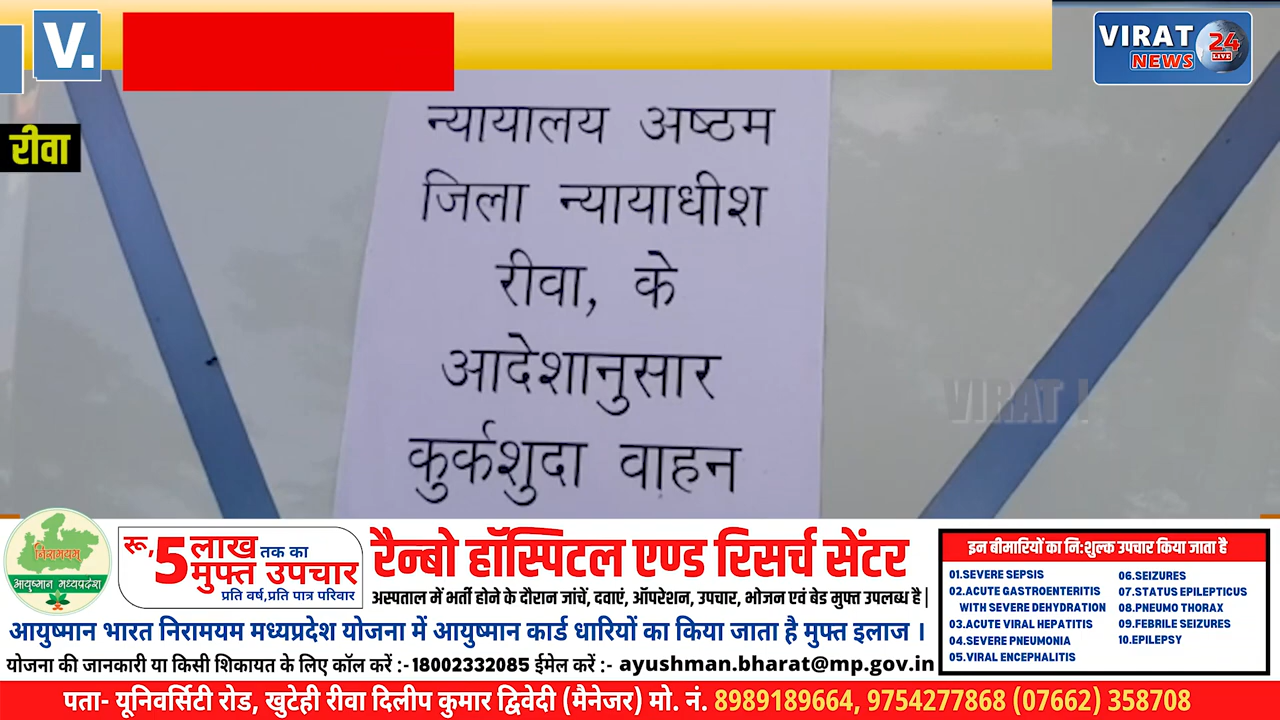 V.
VIRAT 24
NEWS LIVE
रीवा
न्यायालय अष्ठम
जिला न्यायाधीश
रीवा, के
आदेशानुसार
कुर्कशुदा वाहन
VIRAT
निरामयम्
आयुष्मान मध्यप्रदेश
रू,5 लाख तक का
मुफ्त उपचार
प्रति वर्ष,प्रति पात्र परिवार
रैन्बो हॉस्पिटल एण्ड रिसर्च सेंटर
अस्पताल में भर्ती होने के दौरान जांचें, दवाएं, ऑपरेशन, उपचार, भोजन एवं बेड मुफ्त उपलब्ध है|
आयुष्मान भारत निरामयम मध्यप्रदेश योजना में आयुष्मान कार्ड धारियों का किया जाता है मुफ्त इलाज ।
योजना की जानकारी या किसी शिकायत के लिए कॉल करें :- 18002332085 ईमेल करें :- ayushman.bharat@mp.gov.in
इन बीमारियों का नि:शुल्क उपचार किया जाता है
01.SEVERE SEPSIS
02.ACUTE GASTROENTERITIS
WITH SEVERE DEHYDRATION
03.ACUTE VIRAL HEPATITIS
04.SEVERE PNEUMONIA
05.VIRAL ENCEPHALITIS
06.SEIZURES
07.STATUS EPILEPTICUS
08.PNEUMO THORAX
09.FEBRILE SEIZURES
10.EPILEPSY
पता- यूनिवर्सिटी रोड, खुटेही रीवा दिलीप कुमार द्विवेदी (मैनेजर) मो. नं. 8989189664, 9754277868 (07662) 358708